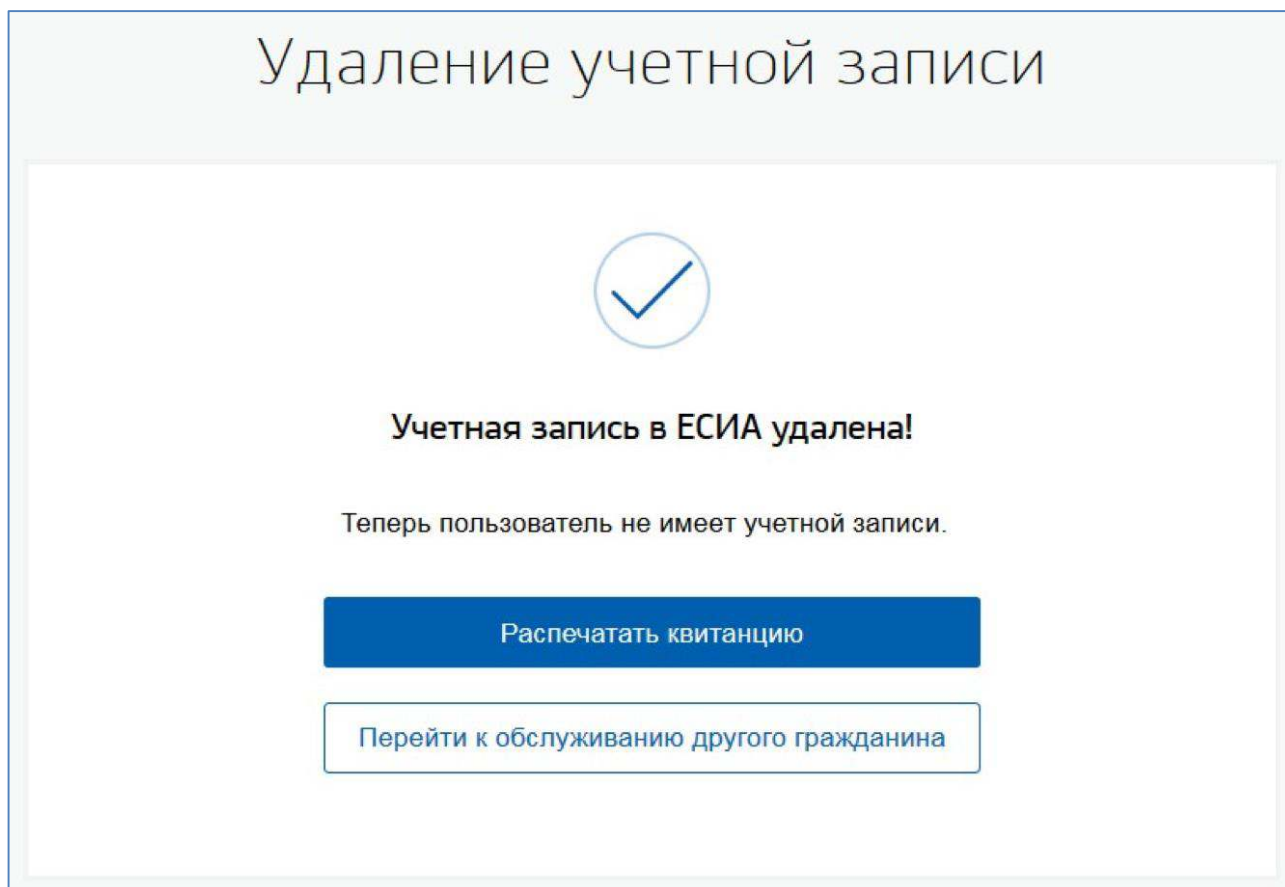 Удаление учетной записи
Учетная запись в ЕСИА удалена!
Теперь пользователь не имеет учетной записи.
Распечатать квитанцию
Перейти к обслуживанию другого гражданина